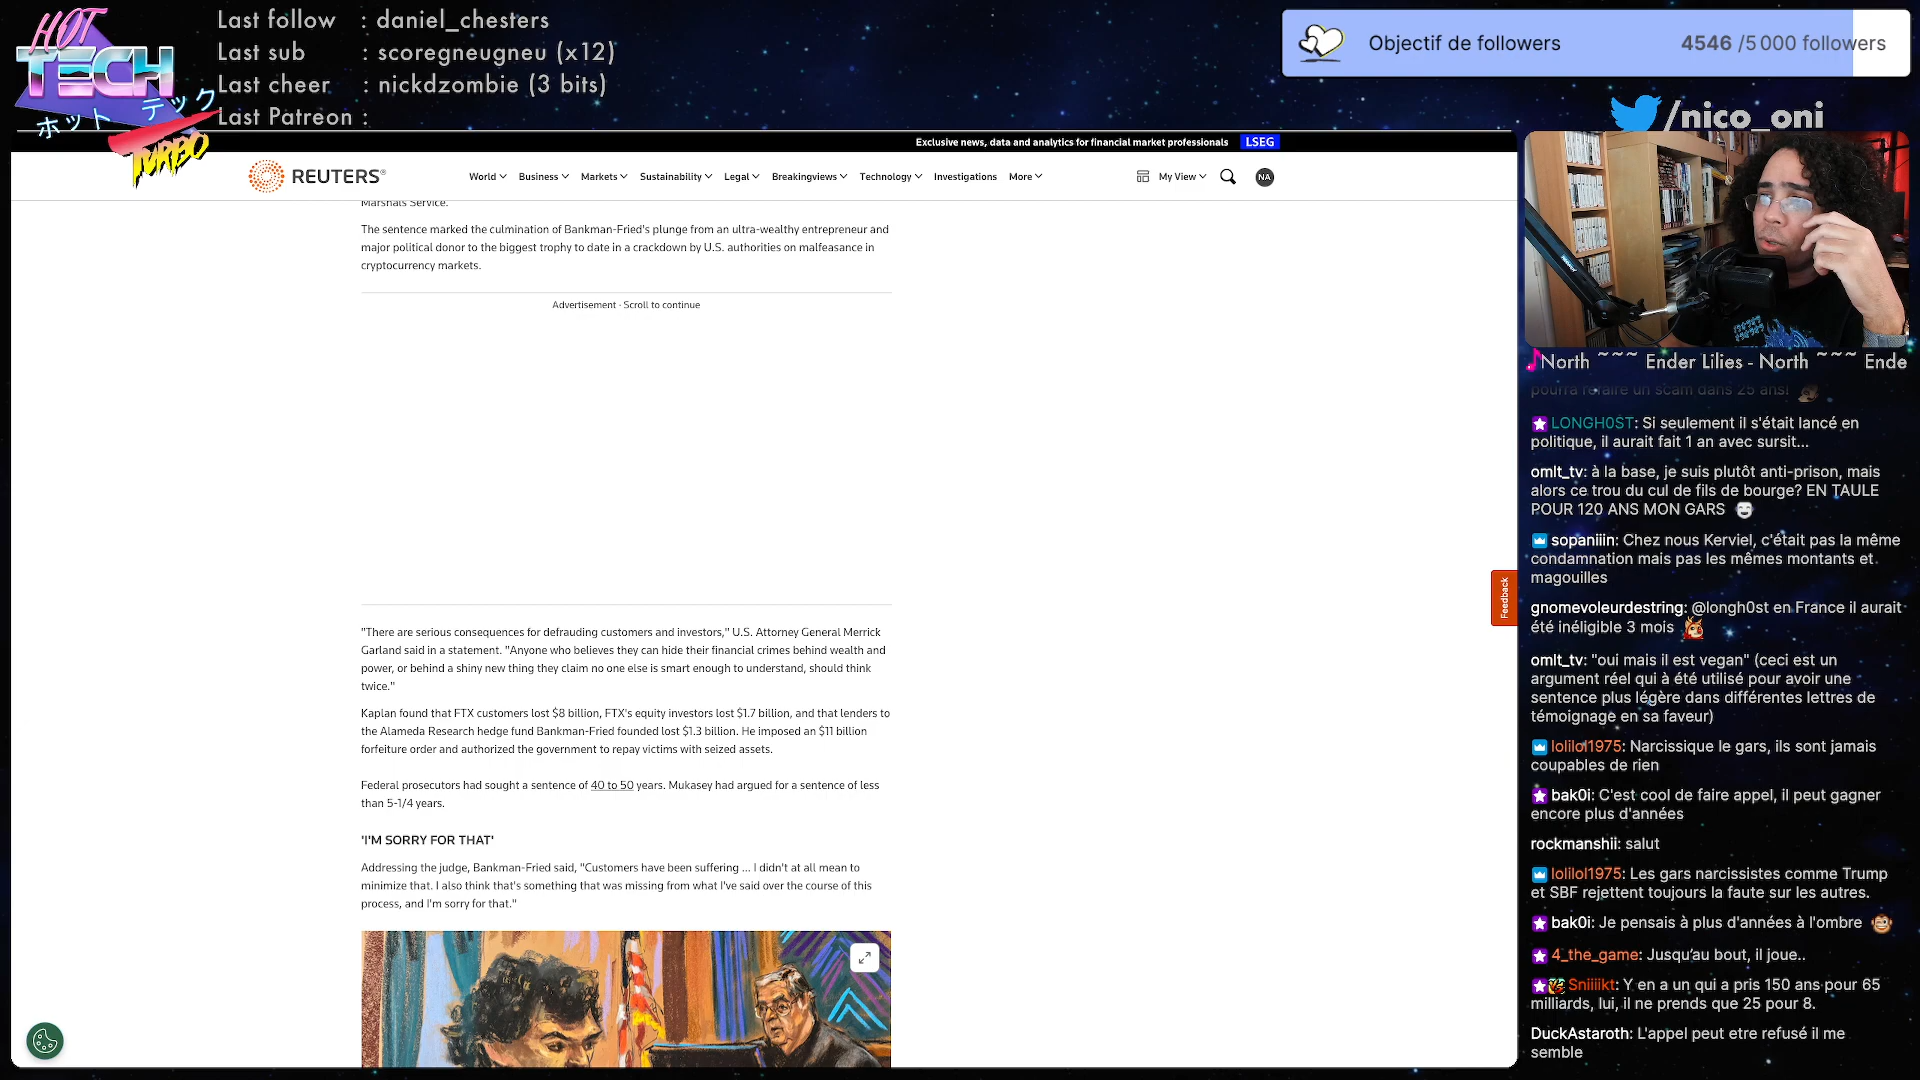 HOT
TECH
ホット テック
TURBO
Last follow : daniel_chesters
Last sub : scoregneugneu (x12)
Last cheer : nickdzombie (3 bits)
Last Patreon :
Objectif de followers 4546 /5 000 followers
/nico_oni
Exclusive news, data and analytics for financial market professionals LSEG
REUTERS®
World Business Markets Sustainability Legal Breakingviews Technology Investigations More My View NA
Marshals Service.
The sentence marked the culmination of Bankman-Fried's plunge from an ultra-wealthy entrepreneur and
major political donor to the biggest trophy to date in a crackdown by U.S. authorities on malfeasance in
cryptocurrency markets.
Advertisement · Scroll to continue
"There are serious consequences for defrauding customers and investors," U.S. Attorney General Merrick
Garland said in a statement. "Anyone who believes they can hide their financial crimes behind wealth and
power, or behind a shiny new thing they claim no one else is smart enough to understand, should think
twice."
Kaplan found that FTX customers lost $8 billion, FTX's equity investors lost $1.7 billion, and that lenders to
the Alameda Research hedge fund Bankman-Fried founded lost $1.3 billion. He imposed an $11 billion
forfeiture order and authorized the government to repay victims with seized assets.
Federal prosecutors had sought a sentence of 40 to 50 years. Mukasey had argued for a sentence of less
than 5-1/4 years.
'I'M SORRY FOR THAT'
Addressing the judge, Bankman-Fried said, "Customers have been suffering ... I didn't at all mean to
minimize that. I also think that's something that was missing from what I've said over the course of this
process, and I'm sorry for that."
Feedback
North ~~~ Ender Lilies - North ~~~ Ende
pourra refaire un scam dans 25 ans!
LONGH0ST: Si seulement il s'était lancé en
politique, il aurait fait 1 an avec sursit...
omlt_tv: à la base, je suis plutôt anti-prison, mais
alors ce trou du cul de fils de bourge? EN TAULE
POUR 120 ANS MON GARS
sopaniiin: Chez nous Kerviel, c'était pas la même
condamnation mais pas les mêmes montants et
magouilles
gnomevoleurdestring: @longh0st en France il aurait
été inéligible 3 mois
omlt_tv: "oui mais il est vegan" (ceci est un
argument réel qui à été utilisé pour avoir une
sentence plus légère dans différentes lettres de
témoignage en sa faveur)
lolilol1975: Narcissique le gars, ils sont jamais
coupables de rien
bak0i: C'est cool de faire appel, il peut gagner
encore plus d'années
rockmanshii: salut
lolilol1975: Les gars narcissistes comme Trump
et SBF rejettent toujours la faute sur les autres.
bak0i: Je pensais à plus d'années à l'ombre
4_the_game: Jusqu'au bout, il joue..
Sniiiikt: Y en a un qui a pris 150 ans pour 65
milliards, lui, il ne prends que 25 pour 8.
DuckAstaroth: L'appel peut etre refusé il me
semble